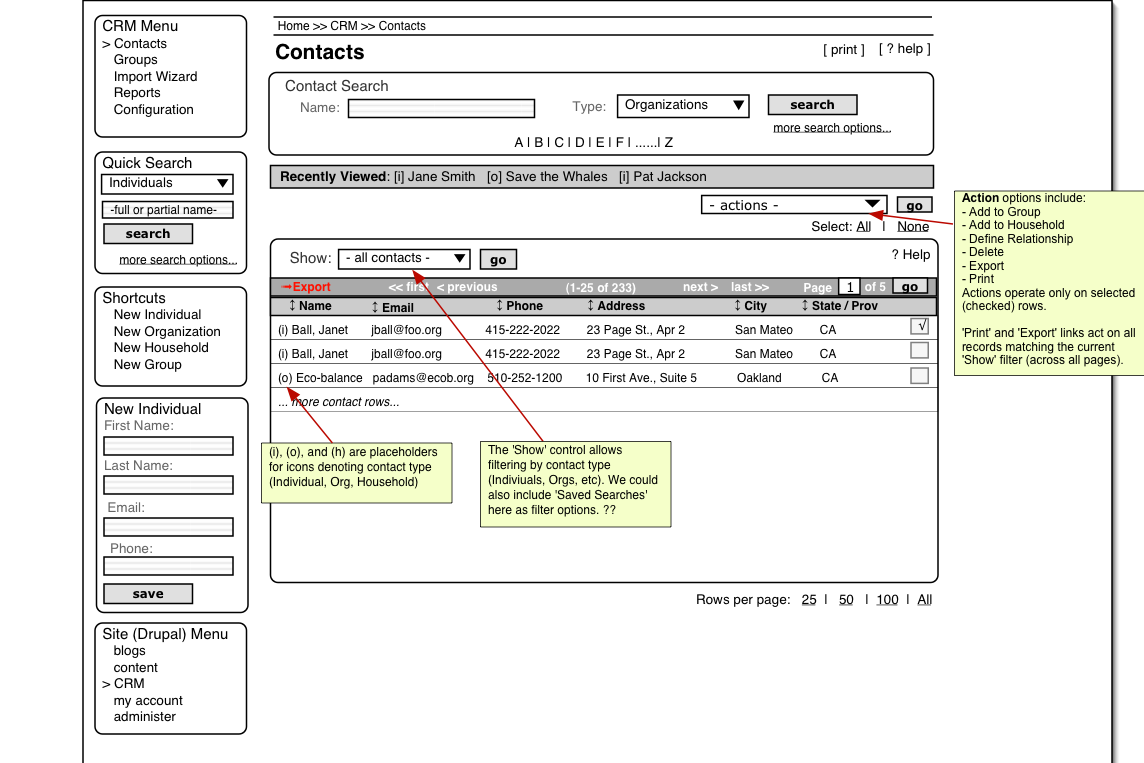 CRM Menu
> Contacts
Groups
Import Wizard
Reports
Configuration
Quick Search
Individuals
-full or partial name-
search
more search options...
Shortcuts
New Individual
New Organization
New Household
New Group
New Individual
First Name:
Last Name:
Email:
Phone:
save
Site (Drupal) Menu
blogs
content
> CRM
my account
administer
Home >> CRM >> Contacts
Contacts
[ print ] [ ? help ]
Contact Search
Name: Type: Organizations search
more search options...
A I B I C I D I E I F I ......I Z
Recently Viewed: [i] Jane Smith [o] Save the Whales [i] Pat Jackson
- actions - go
Select: All I None
Show: - all contacts - go
? Help
→Export << first < previous (1-25 of 233) next > last >> Page 1 of 5 go
↕ Name ↕ Email ↕ Phone ↕ Address ↕ City ↕ State / Prov
(i) Ball, Janet jball@foo.org 415-222-2022 23 Page St., Apr 2 San Mateo CA √
(i) Ball, Janet jball@foo.org 415-222-2022 23 Page St., Apr 2 San Mateo CA
(o) Eco-balance padams@ecob.org 510-252-1200 10 First Ave., Suite 5 Oakland CA
... more contact rows...
(i), (o), and (h) are placeholders
for icons denoting contact type
(Individual, Org, Household)
The 'Show' control allows
filtering by contact type
(Indiviuals, Orgs, etc). We could
also include 'Saved Searches'
here as filter options. ??
Rows per page: 25 I 50 I 100 I All
Action options include:
- Add to Group
- Add to Household
- Define Relationship
- Delete
- Export
- Print
Actions operate only on selected
(checked) rows.
'Print' and 'Export' links act on all
records matching the current
'Show' filter (across all pages).